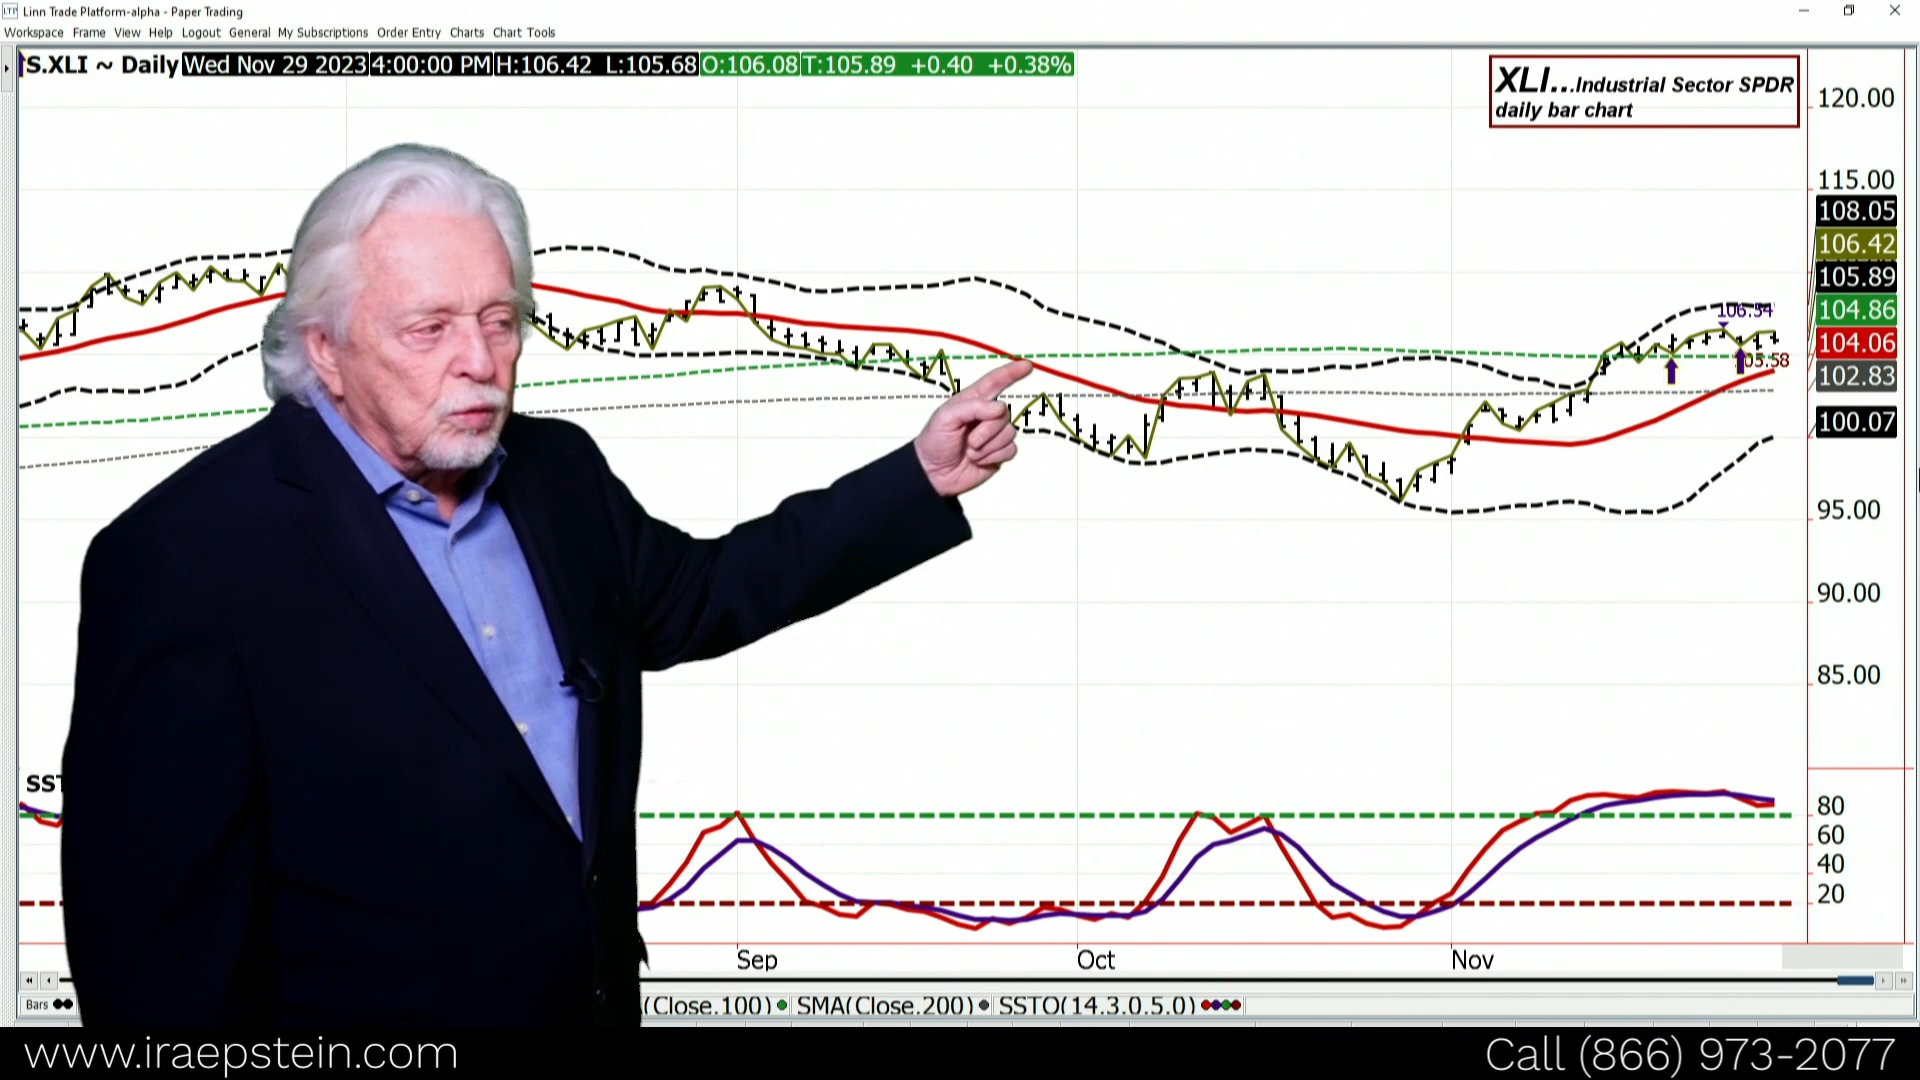 LTP Linn Trade Platform-alpha - Paper Trading
Workspace Frame View Help Logout General My Subscriptions Order Entry Charts Chart Tools
S.XLI ~ Daily Wed Nov 29 2023 4:00:00 PM H:106.42 L:105.68 O:106.08 T:105.89 +0.40 +0.38%
XLI...Industrial Sector SPDR
daily bar chart
120.00
115.00
108.05
106.42
105.89
104.86
104.06
102.83
100.07
95.00
90.00
85.00
106.54
105.58
SST
80
60
40
20
Sep Oct Nov
Bars (Close,100) SMA(Close,200) SSTO(14,3,0,5,0)
www.iraepstein.com Call (866) 973-2077